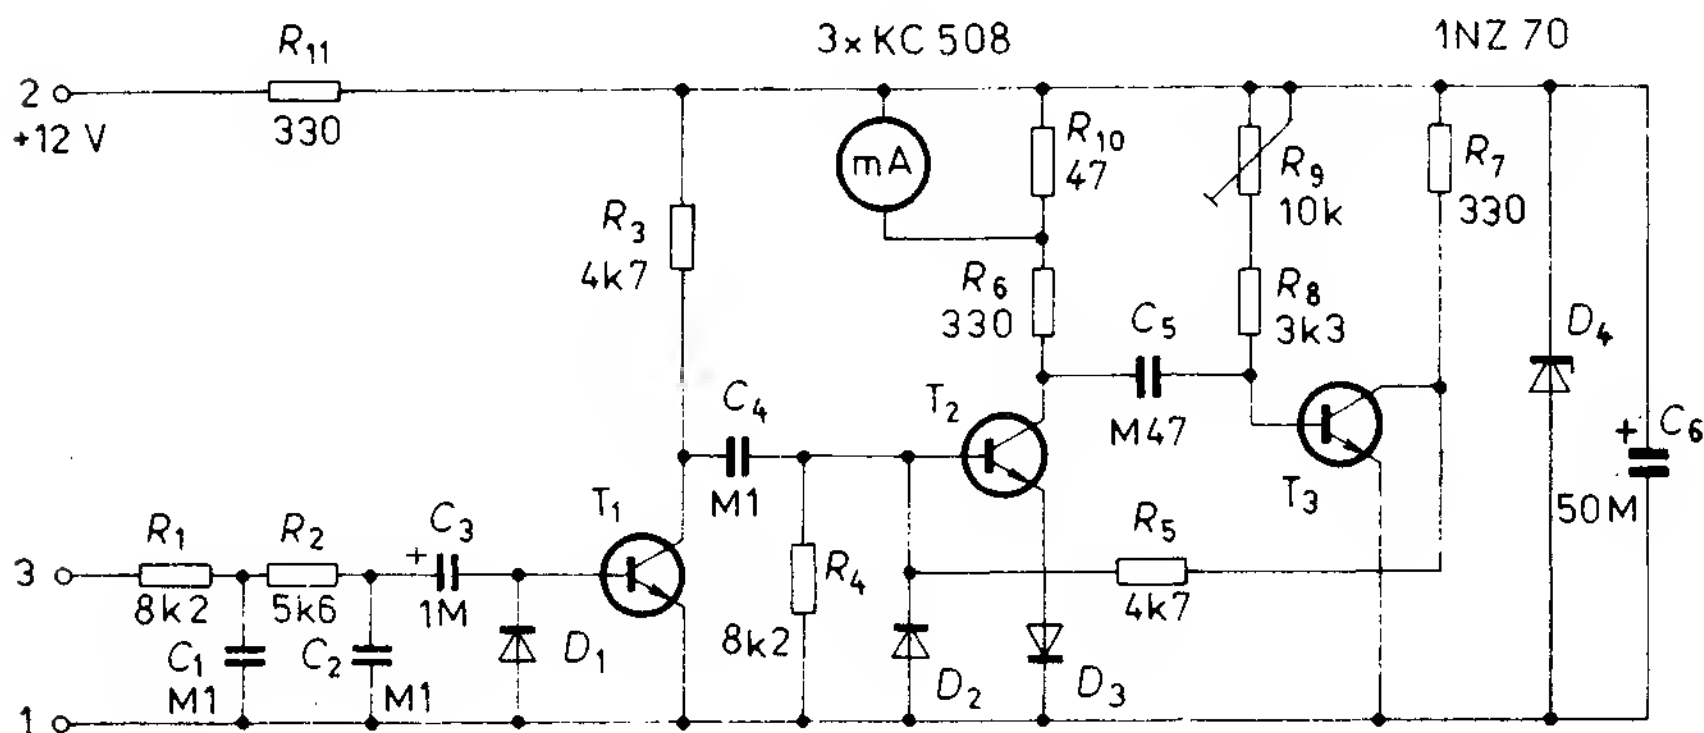 3x KC 508
1NZ 70
R11
330
2
+12 V
mA
R10
47
R9
10k
R7
330
R3
4k7
R6
330
C5
M47
R8
3k3
D4
C4
M1
T2
T3
+ C6
50M
R1
8k2
R2
5k6
+ C3
1M
T1
R4
8k2
R5
4k7
3
C1
M1
C2
M1
D1
D2
D3
1